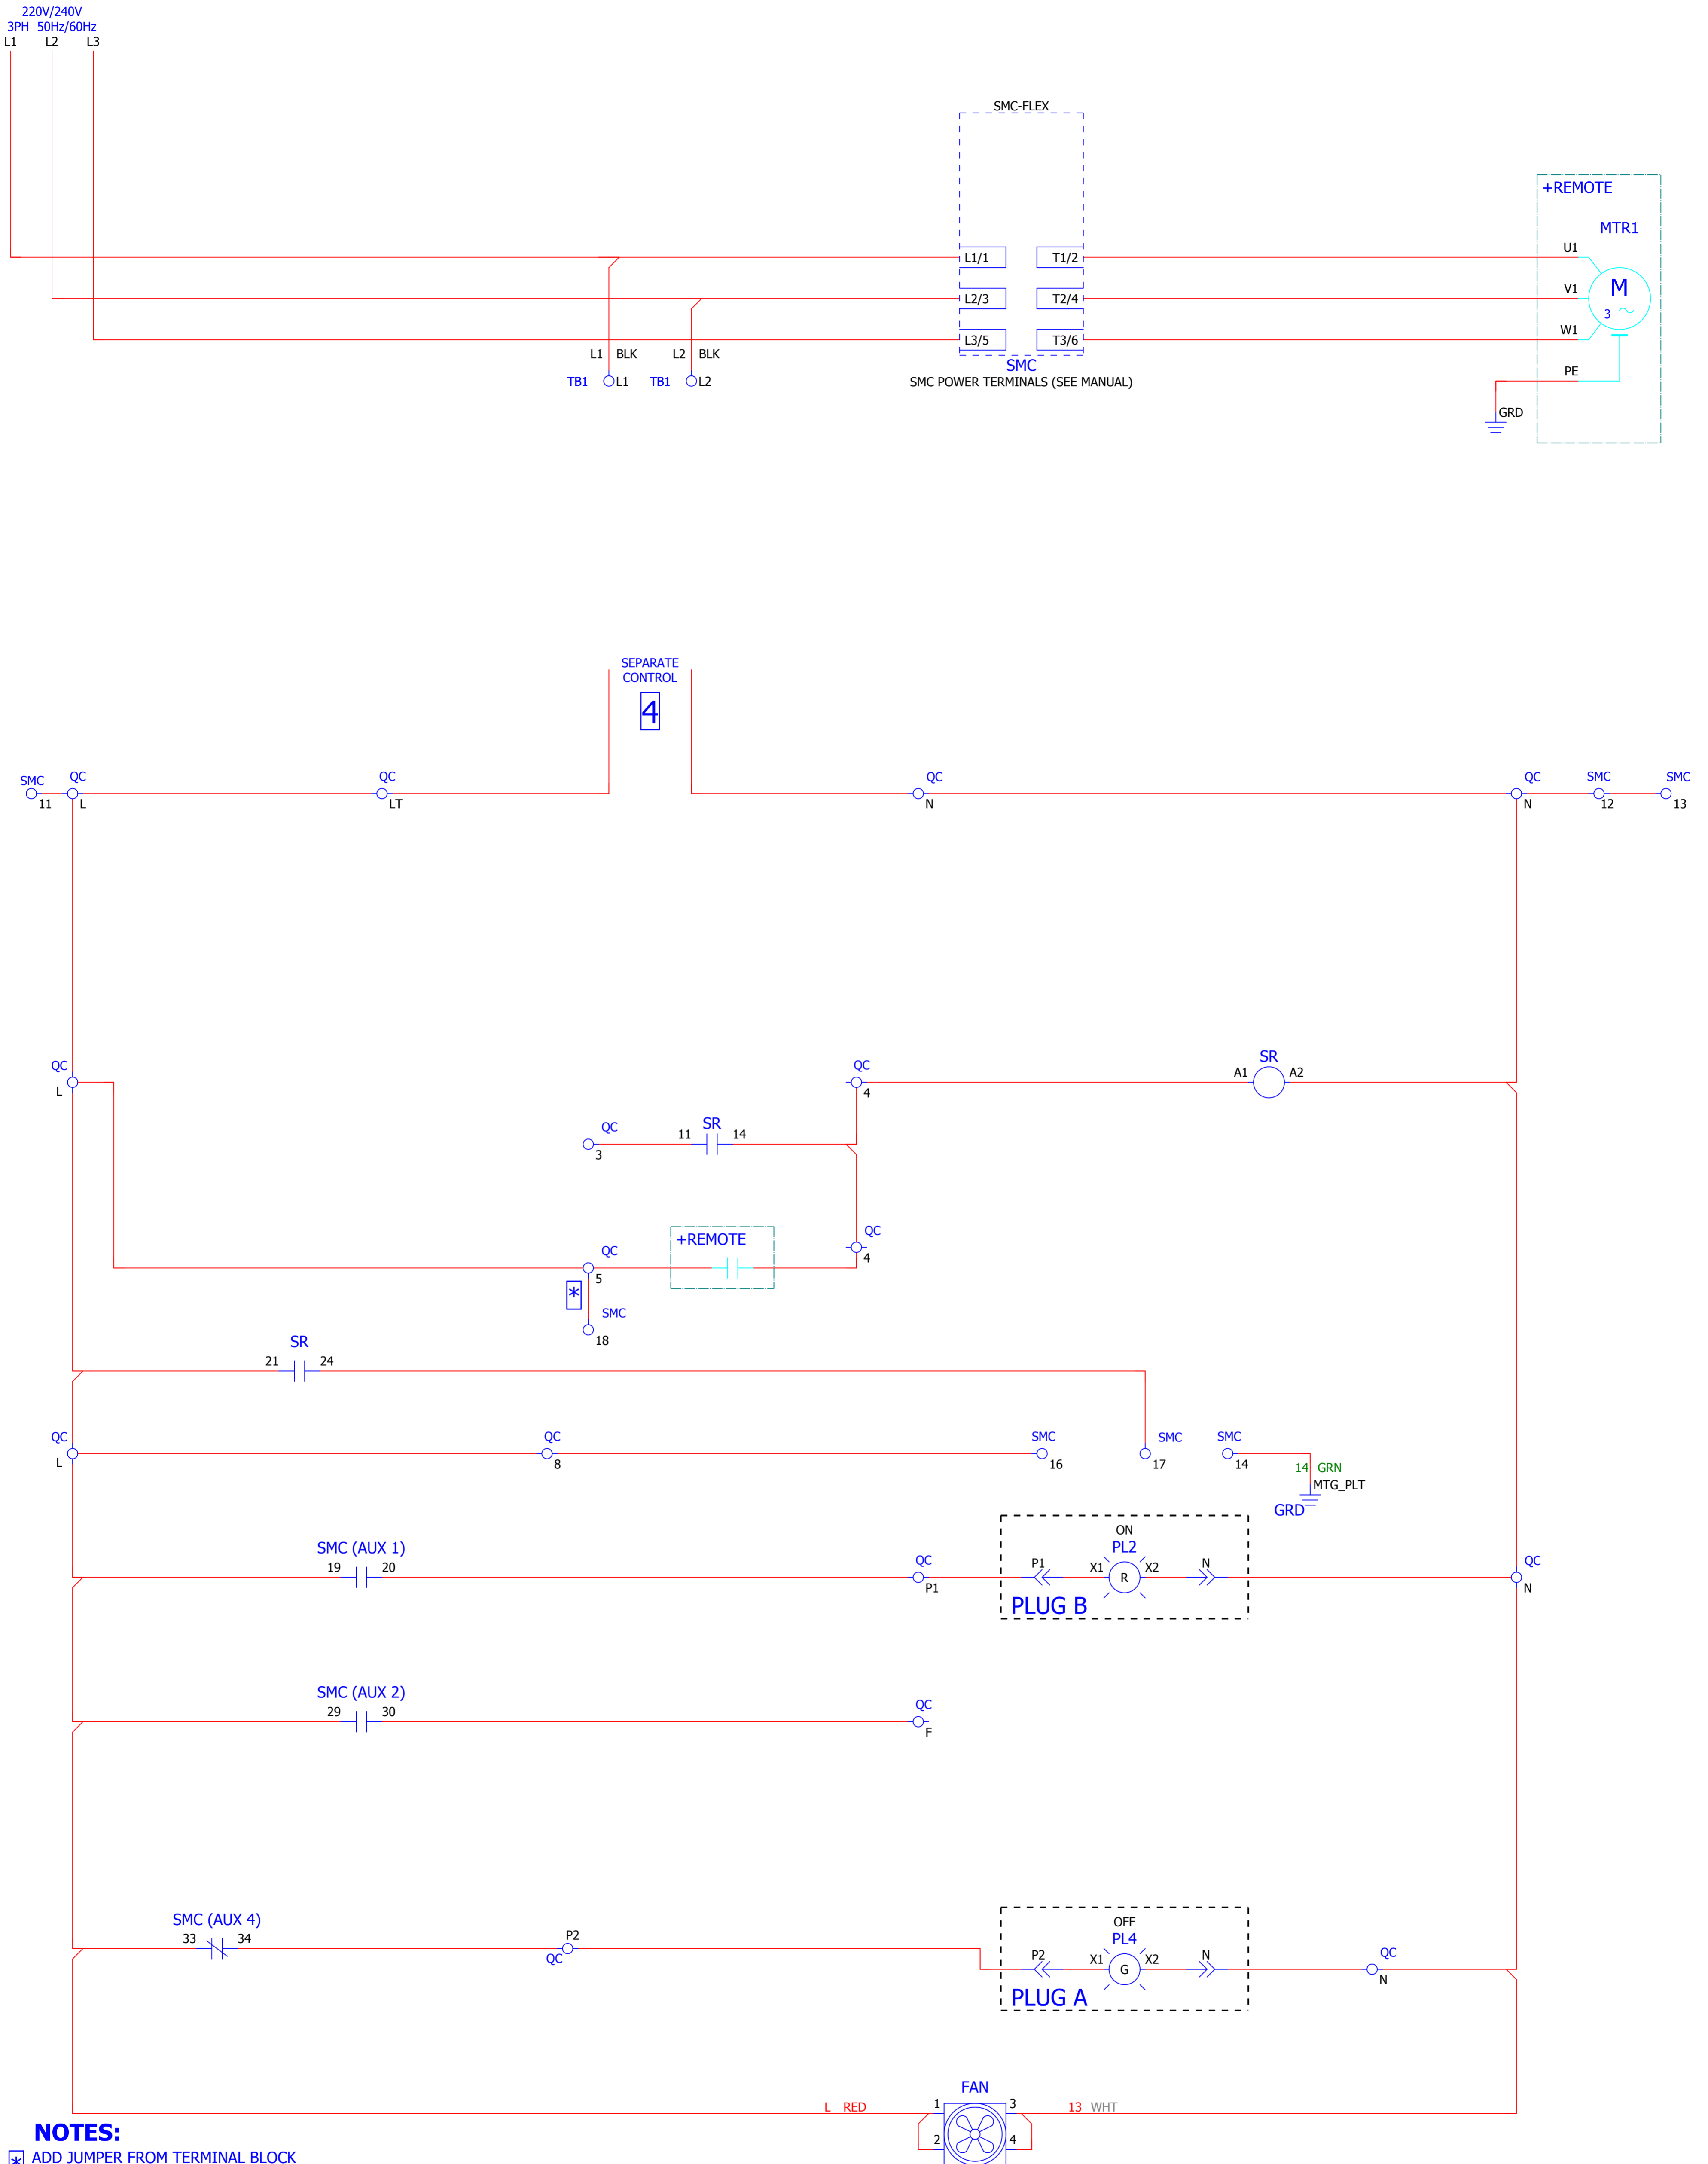 220V/240V
3PH 50Hz/60Hz
L1 L2 L3
SMC-FLEX
+REMOTE
MTR1
L1/1 T1/2 U1
L2/3 T2/4 V1 M
3
L3/5 T3/6 W1
L1 BLK L2 BLK
SMC
TB1 L1 TB1 L2
SMC POWER TERMINALS (SEE MANUAL)
PE
GRD
SEPARATE
CONTROL
4
SMC QC QC QC QC SMC SMC
11 L LT N N 12 13
QC QC SR
L 4 A1 A2
QC 11 SR 14
3
QC
4
+REMOTE
QC
5
*
SMC
18
SR
21 24
QC QC SMC SMC SMC
L 8 16 17 14
14 GRN
MTG_PLT
GRD
ON
PL2
SMC (AUX 1)
19 20 QC P1 X1 R X2 N QC
P1 N
PLUG B
SMC (AUX 2)
29 30 QC
F
OFF
PL4
SMC (AUX 4)
33 34 P2
QC
P2 X1 G X2 N QC
N
PLUG A
FAN
L RED 1 3 13 WHT
2 4
NOTES:
* ADD JUMPER FROM TERMINAL BLOCK